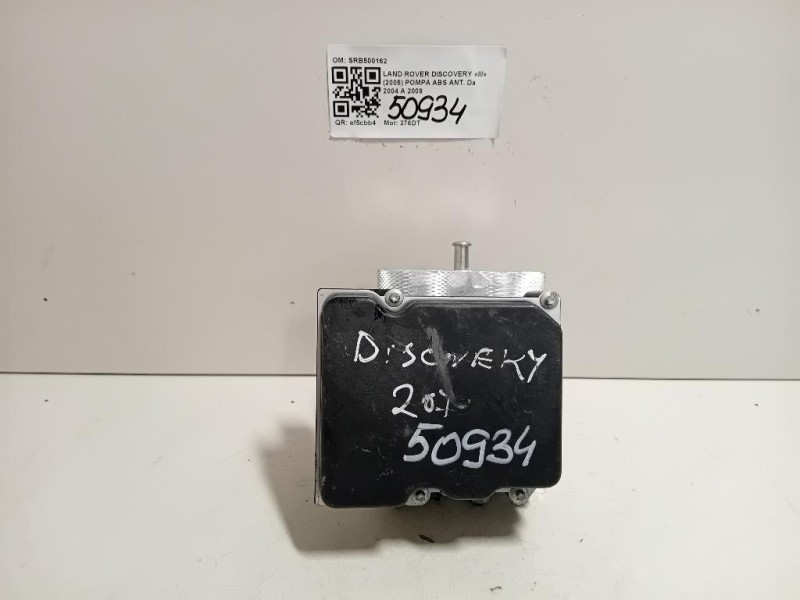 OM: SRB500162
LAND ROVER DISCOVERY «III»
(2005) POMPA ABS ANT. Da
2004 A 2009
50934
QR: ef5cbb4 Mot: 276DT
DISCOVERY
50934